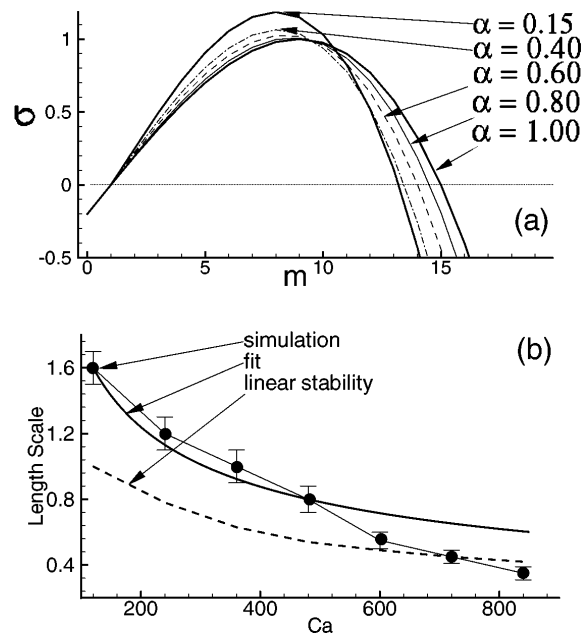 α = 0.15
α = 0.40
α = 0.60
α = 0.80
α = 1.00
1
0.5
0
-0.5
σ
(a)
0
5
10
15
m
simulation
fit
linear stability
(b)
1.6
1.2
0.8
0.4
Length Scale
200
400
600
800
Ca